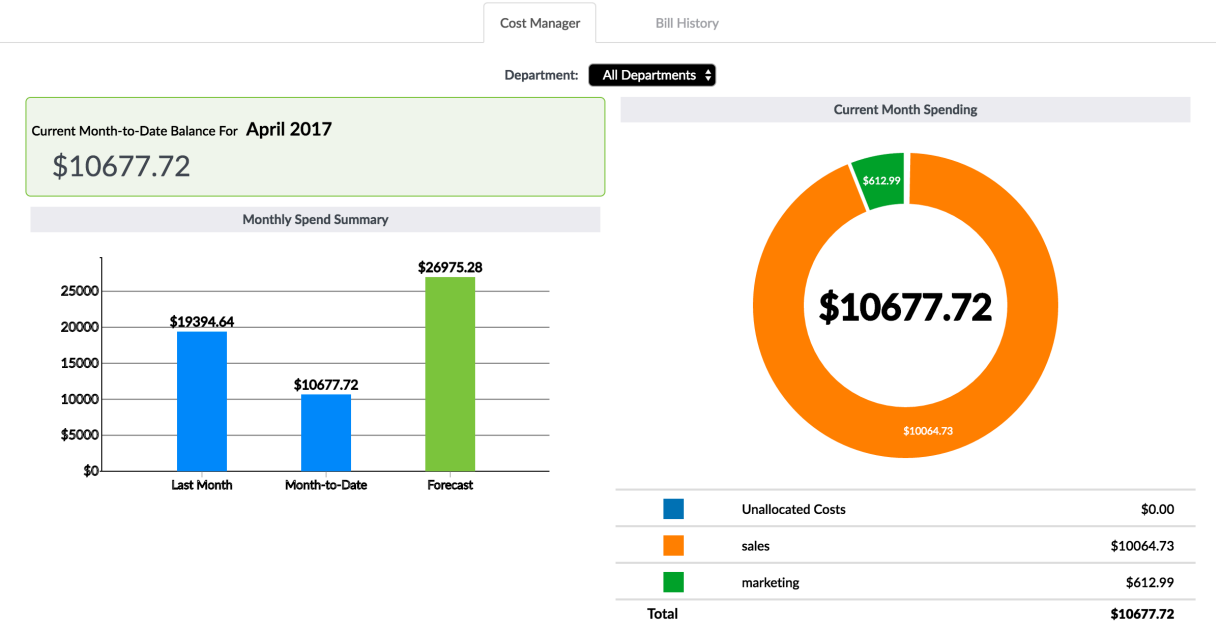 Cost Manager
Bill History
Department: All Departments
Current Month-to-Date Balance For April 2017
$10677.72
Monthly Spend Summary
25000
20000
15000
10000
$5000
$0
$19394.64
$10677.72
$26975.28
Last Month
Month-to-Date
Forecast
Current Month Spending
$612.99
$10677.72
$10064.73
Unallocated Costs $0.00
sales $10064.73
marketing $612.99
Total $10677.72